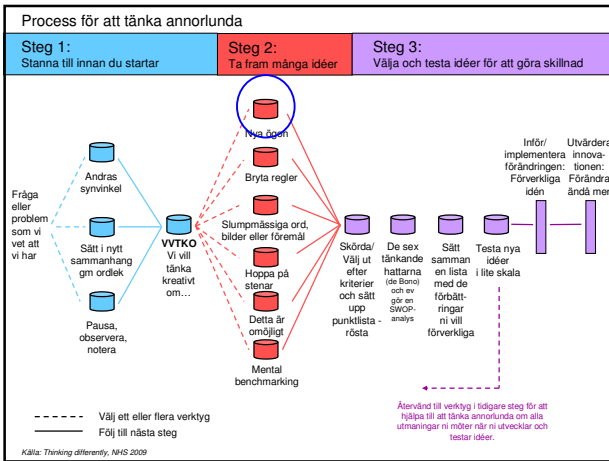 Process för att tänka annorlunda
Steg 1:
Stanna till innan du startar
Steg 2:
Ta fram många idéer
Steg 3:
Välja och testa idéer för att göra skillnad
Fråga
eller
problem
som vi
vet att
vi har
Andras
synvinkel
Sätt i nytt
sammanhang
gm ordlek
Pausa,
observera,
notera
VVTKO
Vi vill
tänka
kreativt
om…
Nya ögon
Bryta regler
Slumpmässiga ord,
bilder eller föremål
Hoppa på
stenar
Detta är
omöjligt
Mental
benchmarking
Skörda/
Välj ut
efter
kriterier
och sätt
upp
punktlista -
rösta
De sex
tänkande
hattarna
(de Bono)
och ev
gör en
SWOP-
analys
Sätt
samman
en lista
med de
förbätt-
ringar
ni vill
förverkliga
Testa nya
idéer
i lite skala
Inför/
implementera
förändringen:
Förverkliga
idén
Utvärdera
innova-
tionen:
Förändra
ändå mer
Återvänd till verktyg i tidigare steg för att
hjälpa till att tänka annorlunda om alla
utmaningar ni möter när ni utvecklar och
testar idéer.
Välj ett eller flera verktyg
Följ till nästa steg
Källa: Thinking differently, NHS 2009